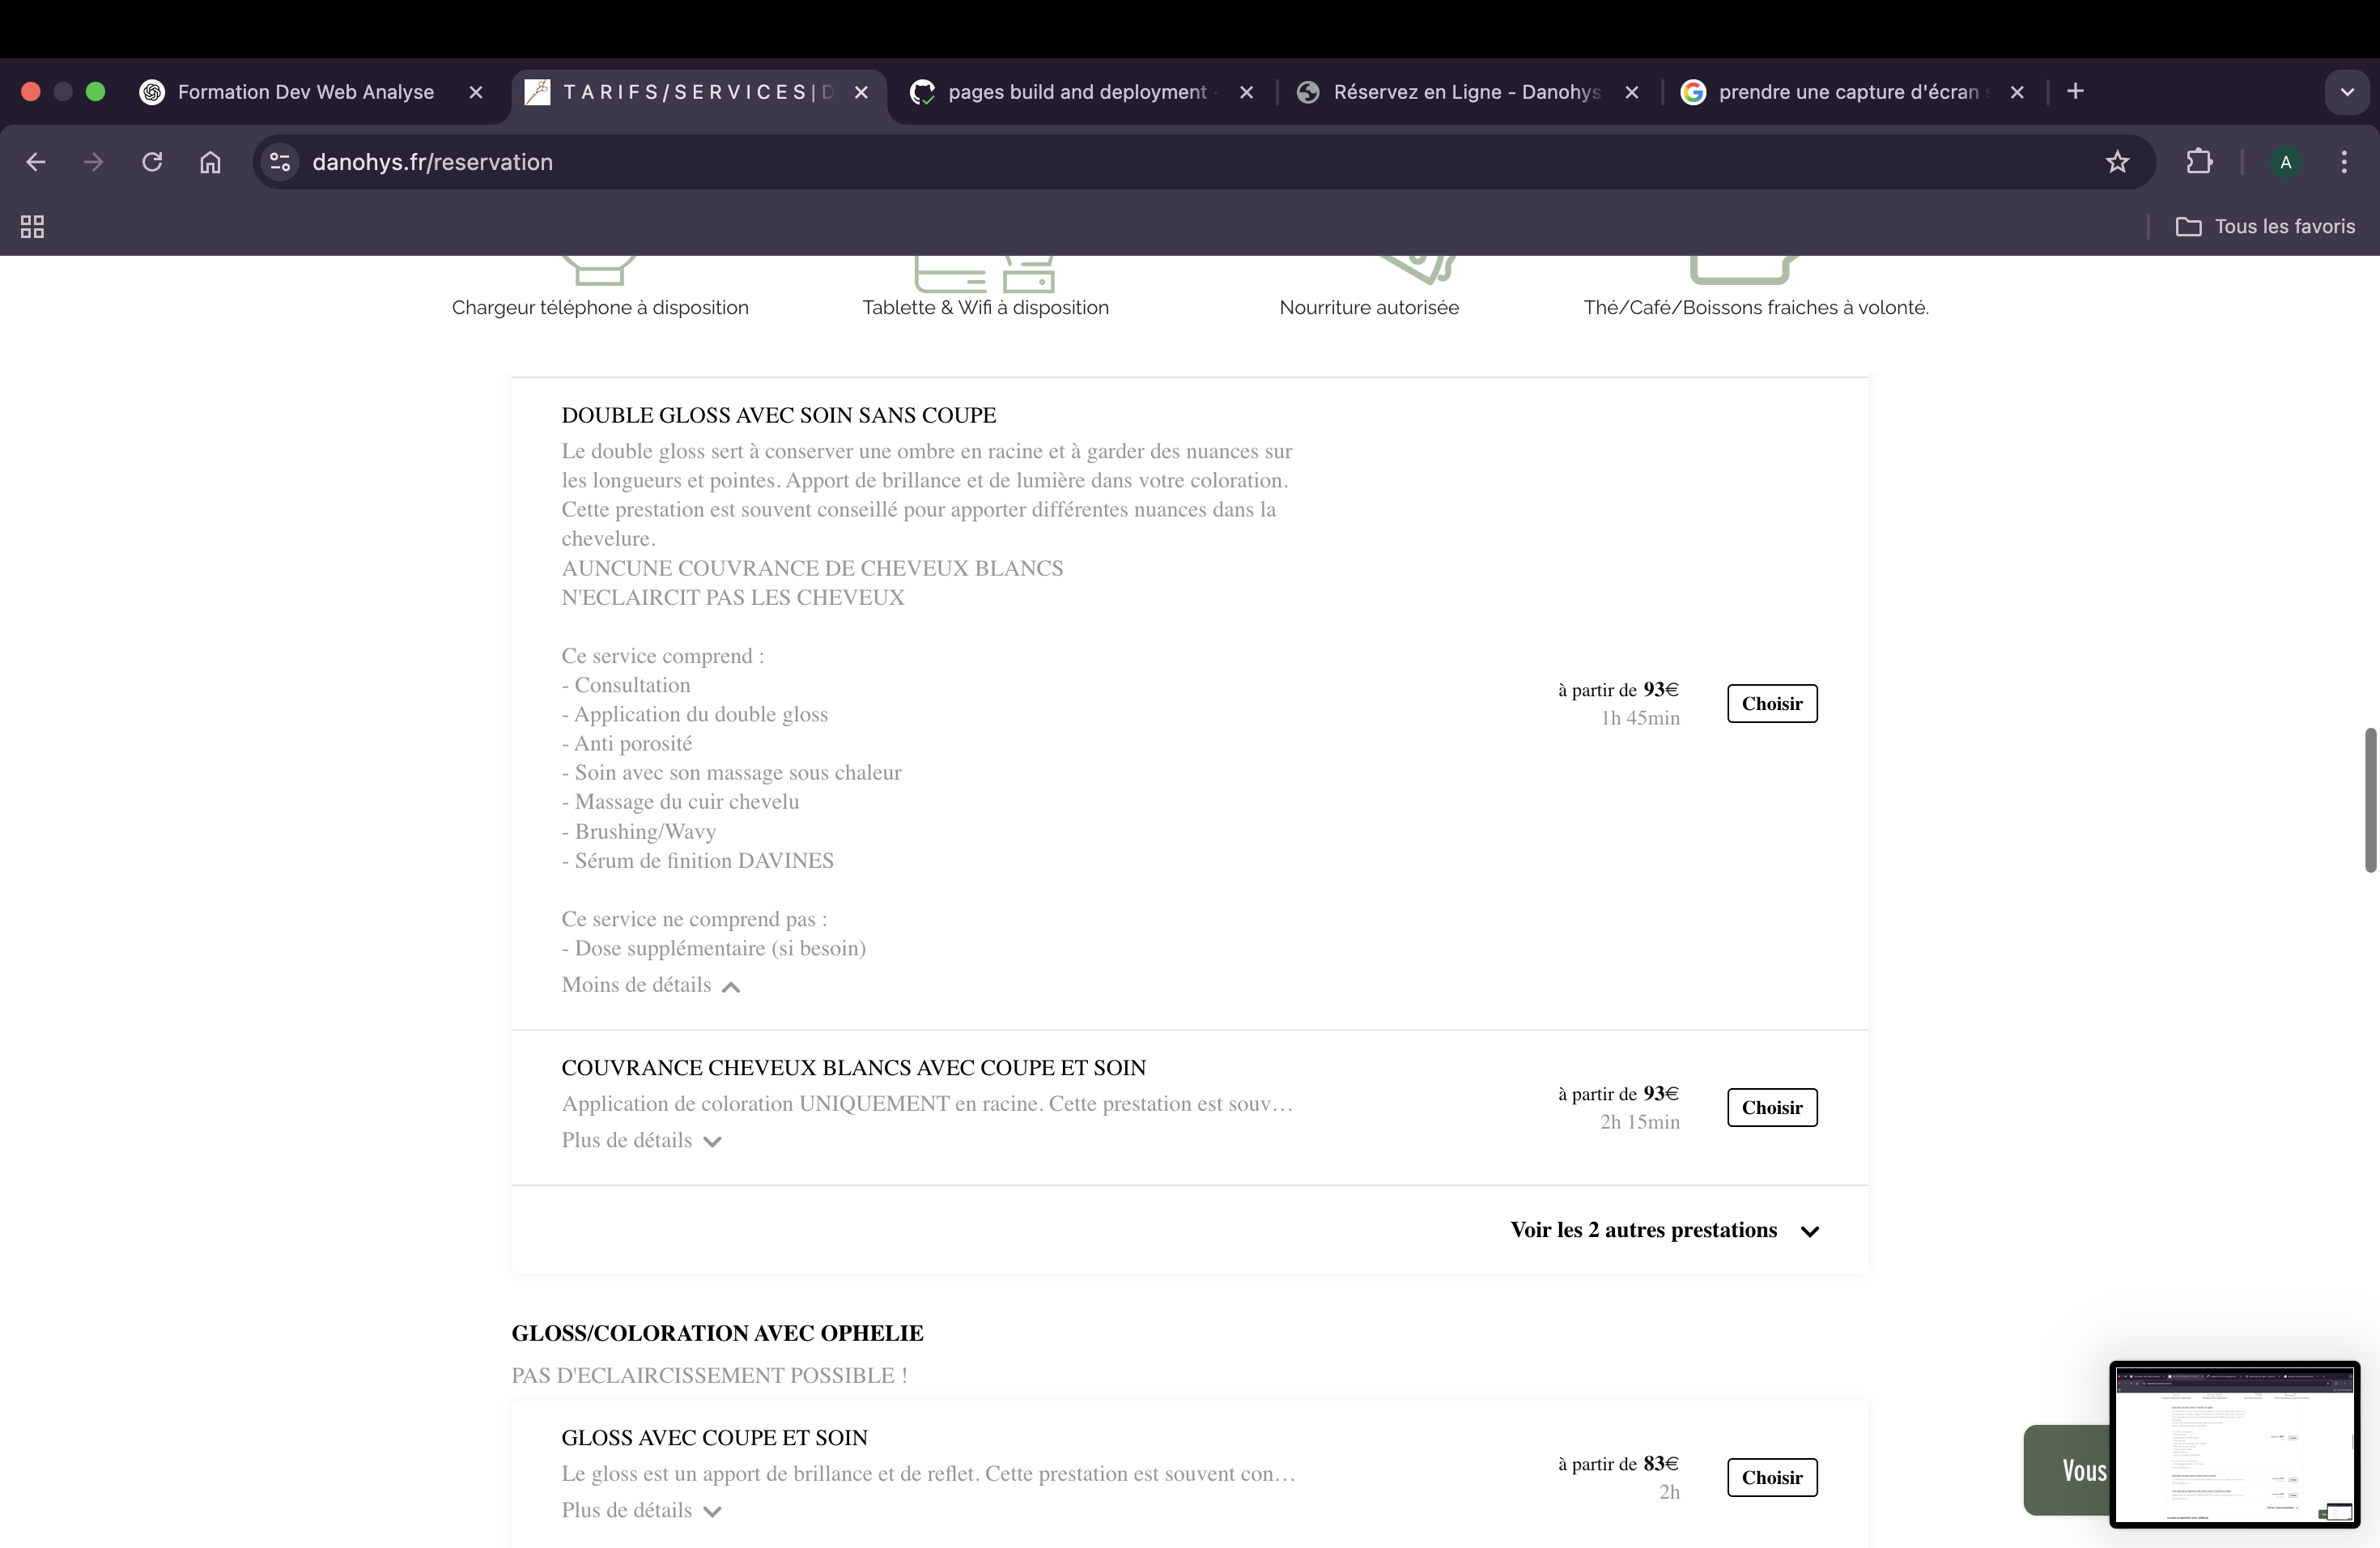 Formation Dev Web Analyse
TARIFS/SERVICES|D
pages build and deployment
Réservez en Ligne - Danohys
prendre une capture d'écran
danohys.fr/reservation
A
Tous les favoris
Chargeur téléphone à disposition
Tablette & Wifi à disposition
Nourriture autorisée
Thé/Café/Boissons fraiches à volonté.
DOUBLE GLOSS AVEC SOIN SANS COUPE
Le double gloss sert à conserver une ombre en racine et à garder des nuances sur
les longueurs et pointes. Apport de brillance et de lumière dans votre coloration.
Cette prestation est souvent conseillé pour apporter différentes nuances dans la
chevelure.
AUNCUNE COUVRANCE DE CHEVEUX BLANCS
N'ECLAIRCIT PAS LES CHEVEUX
Ce service comprend :
- Consultation
- Application du double gloss
- Anti porosité
- Soin avec son massage sous chaleur
- Massage du cuir chevelu
- Brushing/Wavy
- Sérum de finition DAVINES
Ce service ne comprend pas :
- Dose supplémentaire (si besoin)
Moins de détails
à partir de 93€
1h 45min
Choisir
COUVRANCE CHEVEUX BLANCS AVEC COUPE ET SOIN
Application de coloration UNIQUEMENT en racine. Cette prestation est souv…
Plus de détails
à partir de 93€
2h 15min
Choisir
Voir les 2 autres prestations
GLOSS/COLORATION AVEC OPHELIE
PAS D'ECLAIRCISSEMENT POSSIBLE !
GLOSS AVEC COUPE ET SOIN
Le gloss est un apport de brillance et de reflet. Cette prestation est souvent con…
Plus de détails
à partir de 83€
2h
Choisir
Vous